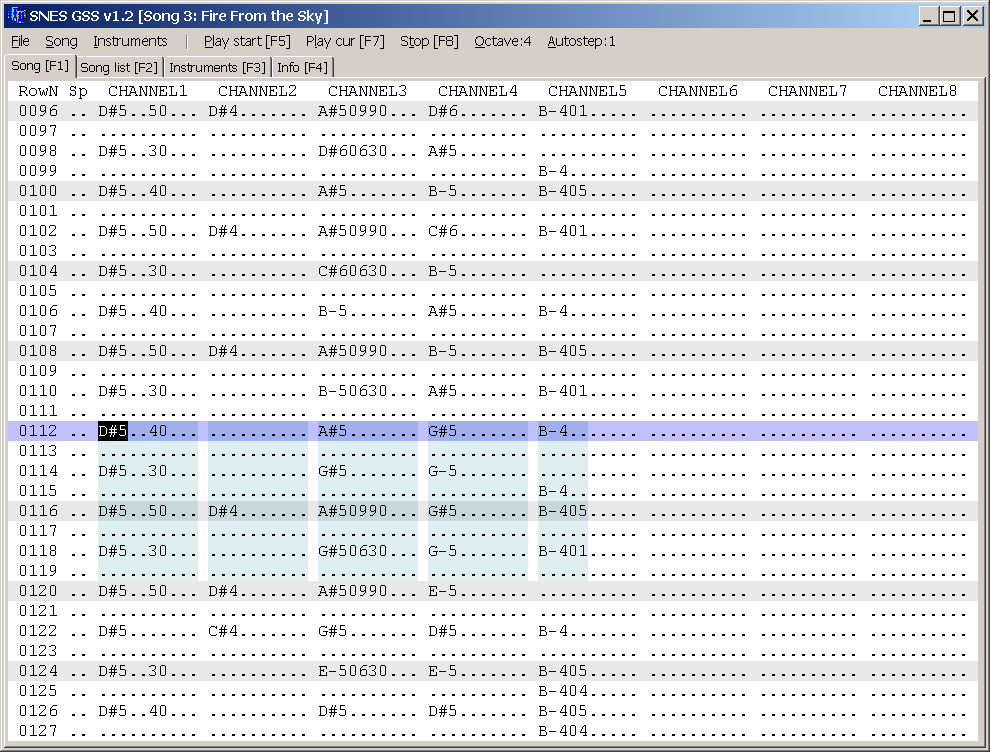 SNES GSS v1.2 [Song 3: Fire From the Sky]
File Song Instruments | Play start [F5] Play cur [F7] Stop [F8] Octave:4 Autostep:1
Song [F1] Song list [F2] Instruments [F3] Info [F4]
RowN Sp CHANNEL1 CHANNEL2 CHANNEL3 CHANNEL4 CHANNEL5 CHANNEL6 CHANNEL7 CHANNEL8
0096 .. D#5..50... D#4....... A#50990... D#6....... B-401..... .......... .......... ..........
0097 .. .......... .......... .......... .......... .......... .......... .......... ..........
0098 .. D#5..30... .......... D#60630... A#5....... .......... .......... .......... ..........
0099 .. .......... .......... .......... .......... B-4....... .......... .......... ..........
0100 .. D#5..40... .......... A#5....... B-5....... B-405..... .......... .......... ..........
0101 .. .......... .......... .......... .......... .......... .......... .......... ..........
0102 .. D#5..50... D#4....... A#50990... C#6....... B-401..... .......... .......... ..........
0103 .. .......... .......... .......... .......... .......... .......... .......... ..........
0104 .. D#5..30... .......... C#60630... B-5....... .......... .......... .......... ..........
0105 .. .......... .......... .......... .......... .......... .......... .......... ..........
0106 .. D#5..40... .......... B-5....... A#5....... B-4....... .......... .......... ..........
0107 .. .......... .......... .......... .......... .......... .......... .......... ..........
0108 .. D#5..50... D#4....... A#50990... B-5....... B-405..... .......... .......... ..........
0109 .. .......... .......... .......... .......... .......... .......... .......... ..........
0110 .. D#5..30... .......... B-50630... A#5....... B-401..... .......... .......... ..........
0111 .. .......... .......... .......... .......... .......... .......... .......... ..........
0112 .. D#5..40... .......... A#5....... G#5....... B-4....... .......... .......... ..........
0113 .. .......... .......... .......... .......... .......... .......... .......... ..........
0114 .. D#5..30... .......... G#5....... G-5....... .......... .......... .......... ..........
0115 .. .......... .......... .......... .......... B-4....... .......... .......... ..........
0116 .. D#5..50... D#4....... A#50990... G#5....... B-405..... .......... .......... ..........
0117 .. .......... .......... .......... .......... .......... .......... .......... ..........
0118 .. D#5..30... .......... G#50630... G-5....... B-401..... .......... .......... ..........
0119 .. .......... .......... .......... .......... .......... .......... .......... ..........
0120 .. D#5..50... D#4....... A#50990... E-5....... .......... .......... .......... ..........
0121 .. .......... .......... .......... .......... .......... .......... .......... ..........
0122 .. D#5....... C#4....... G#5....... D#5....... B-4....... .......... .......... ..........
0123 .. .......... .......... .......... .......... .......... .......... .......... ..........
0124 .. D#5..30... .......... E-50630... E-5....... B-405..... .......... .......... ..........
0125 .. .......... .......... .......... .......... B-404..... .......... .......... ..........
0126 .. D#5..40... .......... D#5....... D#5....... B-405..... .......... .......... ..........
0127 .. .......... .......... .......... .......... B-404..... .......... .......... ..........